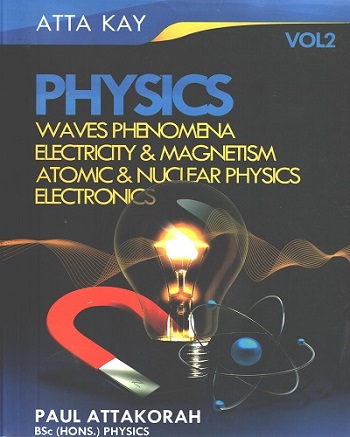 ATTA KAY
VOL2
PHYSICS
WAVES PHENOMENA
ELECTRICITY & MAGNETISM
ATOMIC & NUCLEAR PHYSICS
ELECTRONICS
PAUL ATTAKORAH
BSc (HONS.) PHYSICS